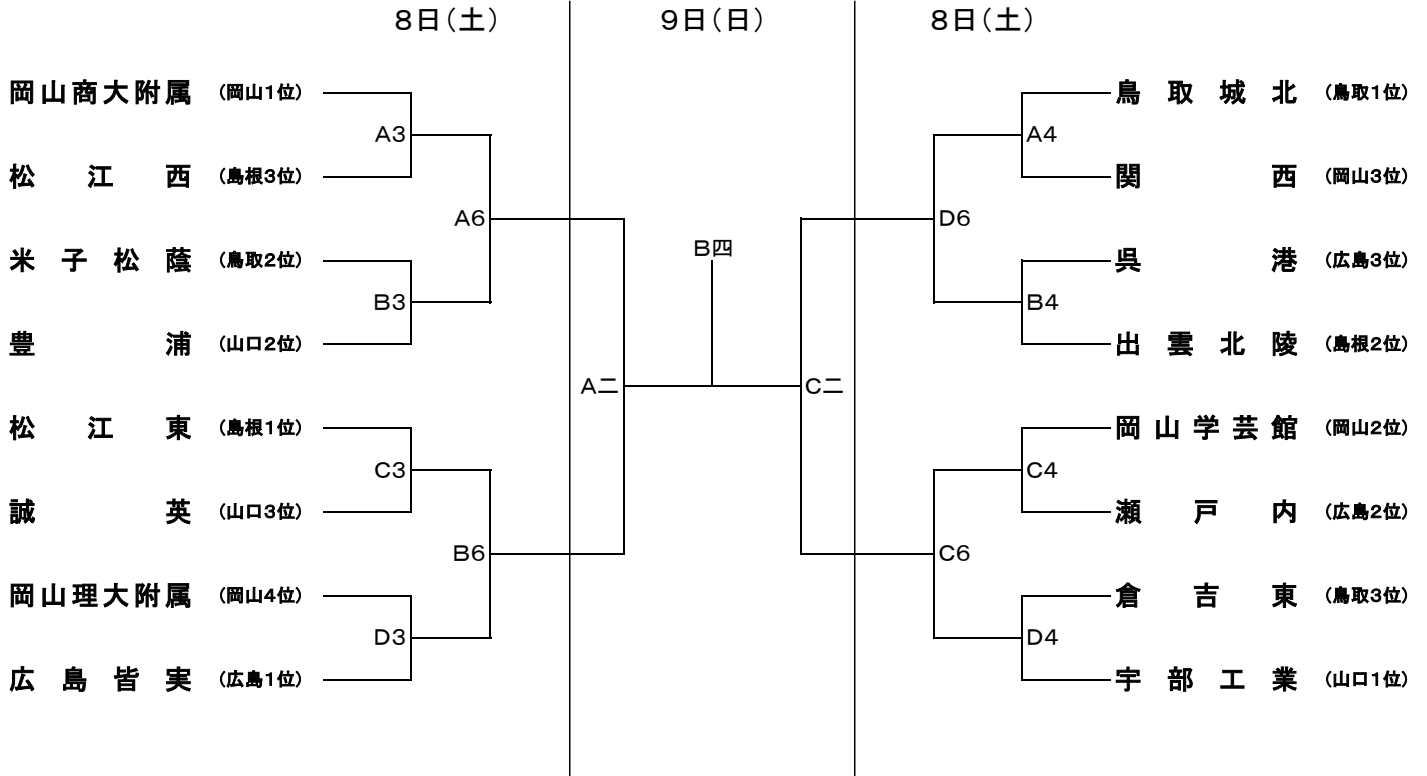 8日(土) 9日(日) 8日(土)
岡山商大附属 (岡山1位) 鳥取城北 (鳥取1位)
A3 A4
松江西 (島根3位) 関西 (岡山3位)
A6 D6
B四
米子松蔭 (鳥取2位) 呉港 (広島3位)
B3 B4
豊浦 (山口2位) 出雲北陵 (島根2位)
A二 C二
松江東 (島根1位) 岡山学芸館 (岡山2位)
C3 C4
誠英 (山口3位) 瀬戸内 (広島2位)
B6 C6
岡山理大附属 (岡山4位) 倉吉東 (鳥取3位)
D3 D4
広島皆実 (広島1位) 宇部工業 (山口1位)